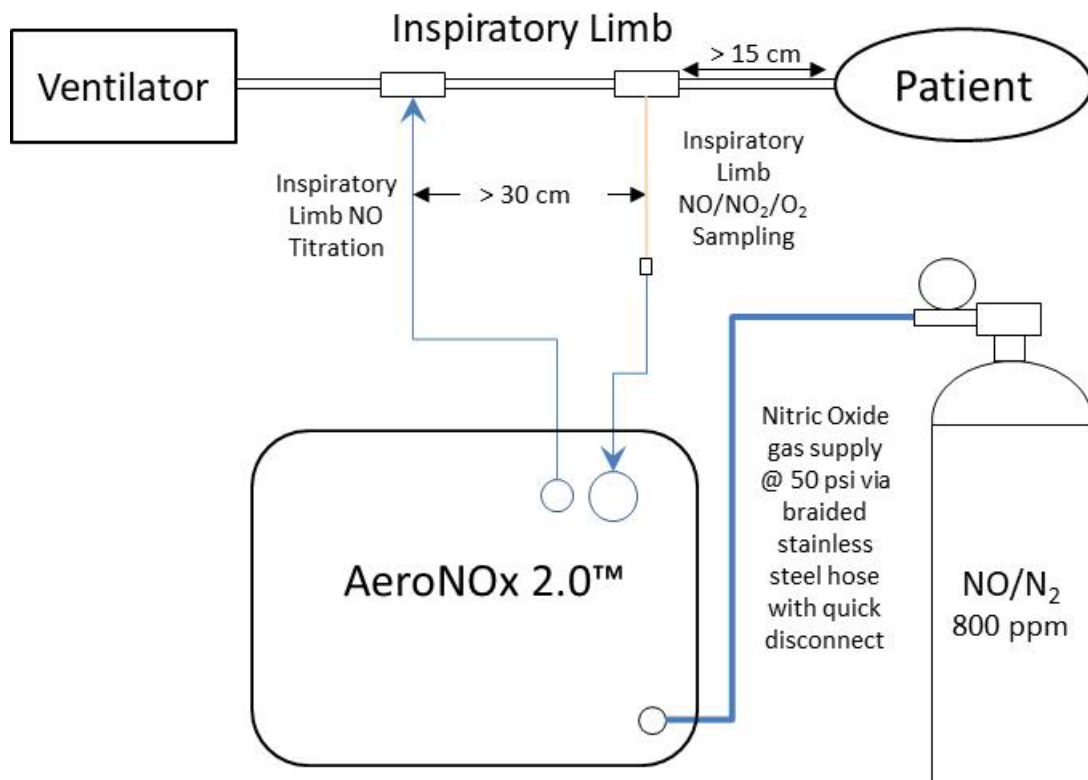 Inspiratory Limb
Ventilator
> 15 cm
Patient
Inspiratory
Limb NO
Titration
> 30 cm
Inspiratory
Limb
NO/NO₂/O₂
Sampling
Nitric Oxide
gas supply
@ 50 psi via
braided
stainless
steel hose
with quick
disconnect
AeroNOx 2.0™
NO/N₂
800 ppm